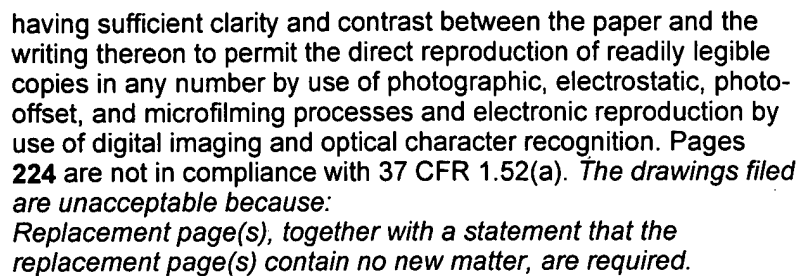 having sufficient clarity and contrast between the paper and the
writing thereon to permit the direct reproduction of readily legible
copies in any number by use of photographic, electrostatic, photo-
offset, and microfilming processes and electronic reproduction by
use of digital imaging and optical character recognition. Pages
224 are not in compliance with 37 CFR 1.52(a). The drawings filed
are unacceptable because:
Replacement page(s), together with a statement that the
replacement page(s) contain no new matter, are required.